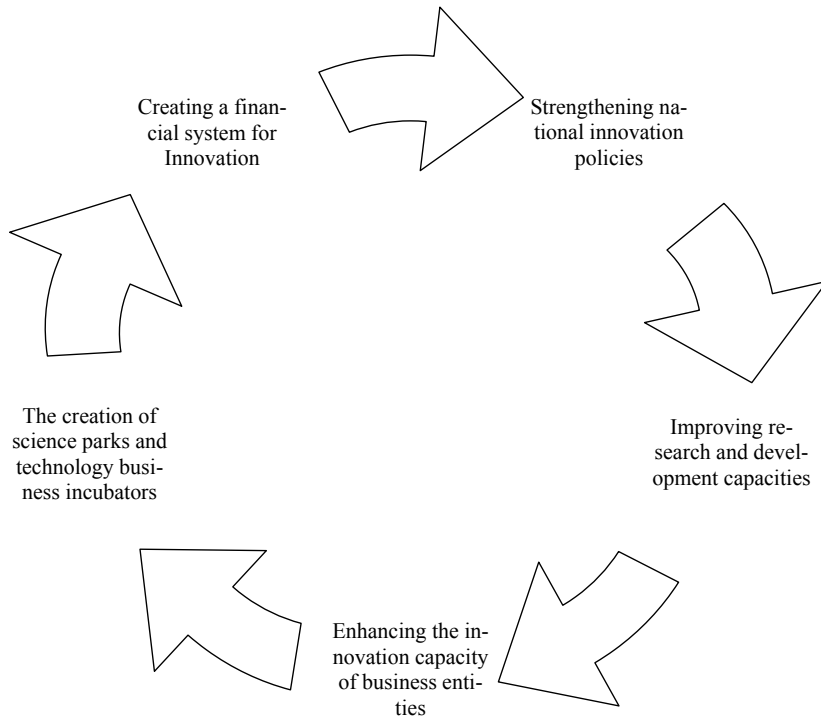 Creating a finan-
cial system for
Innovation
Strengthening na-
tional innovation
policies
Improving re-
search and devel-
opment capacities
Enhancing the in-
novation capacity
of business enti-
ties
The creation of
science parks and
technology busi-
ness incubators